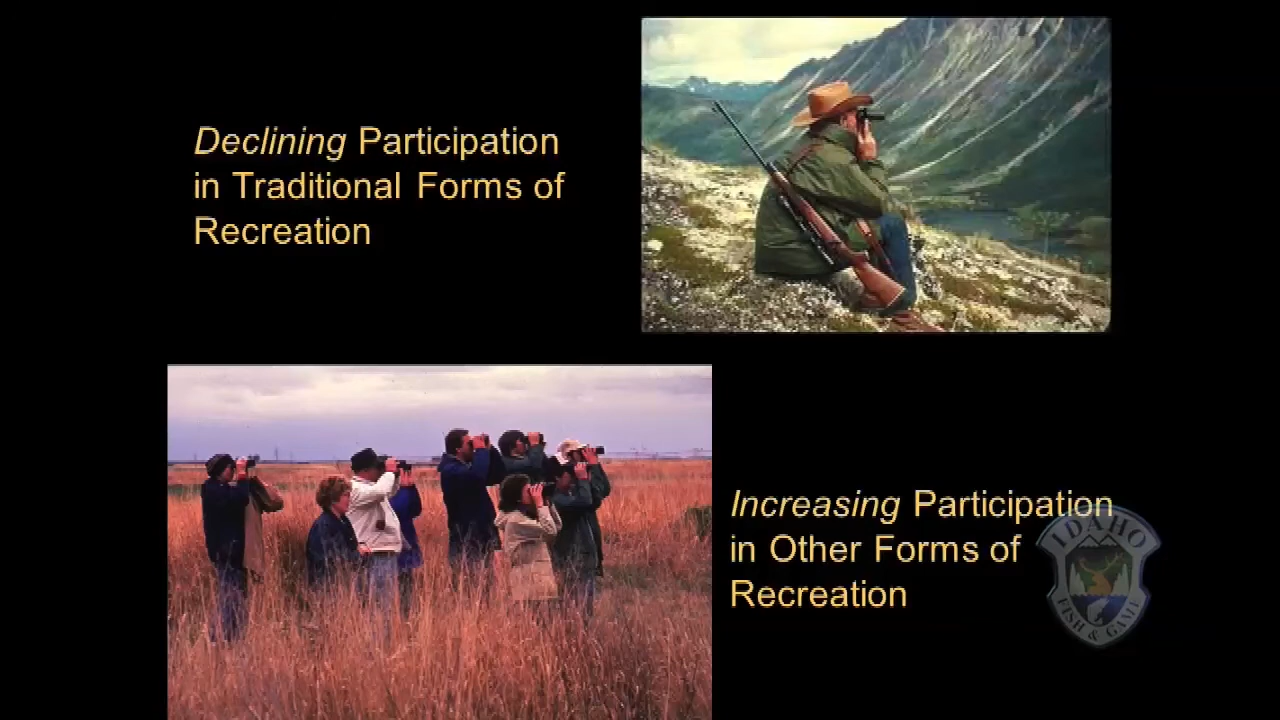 Declining Participation
in Traditional Forms of
Recreation
Increasing Participation
in Other Forms of
Recreation
IDAHO
FISH & GAME